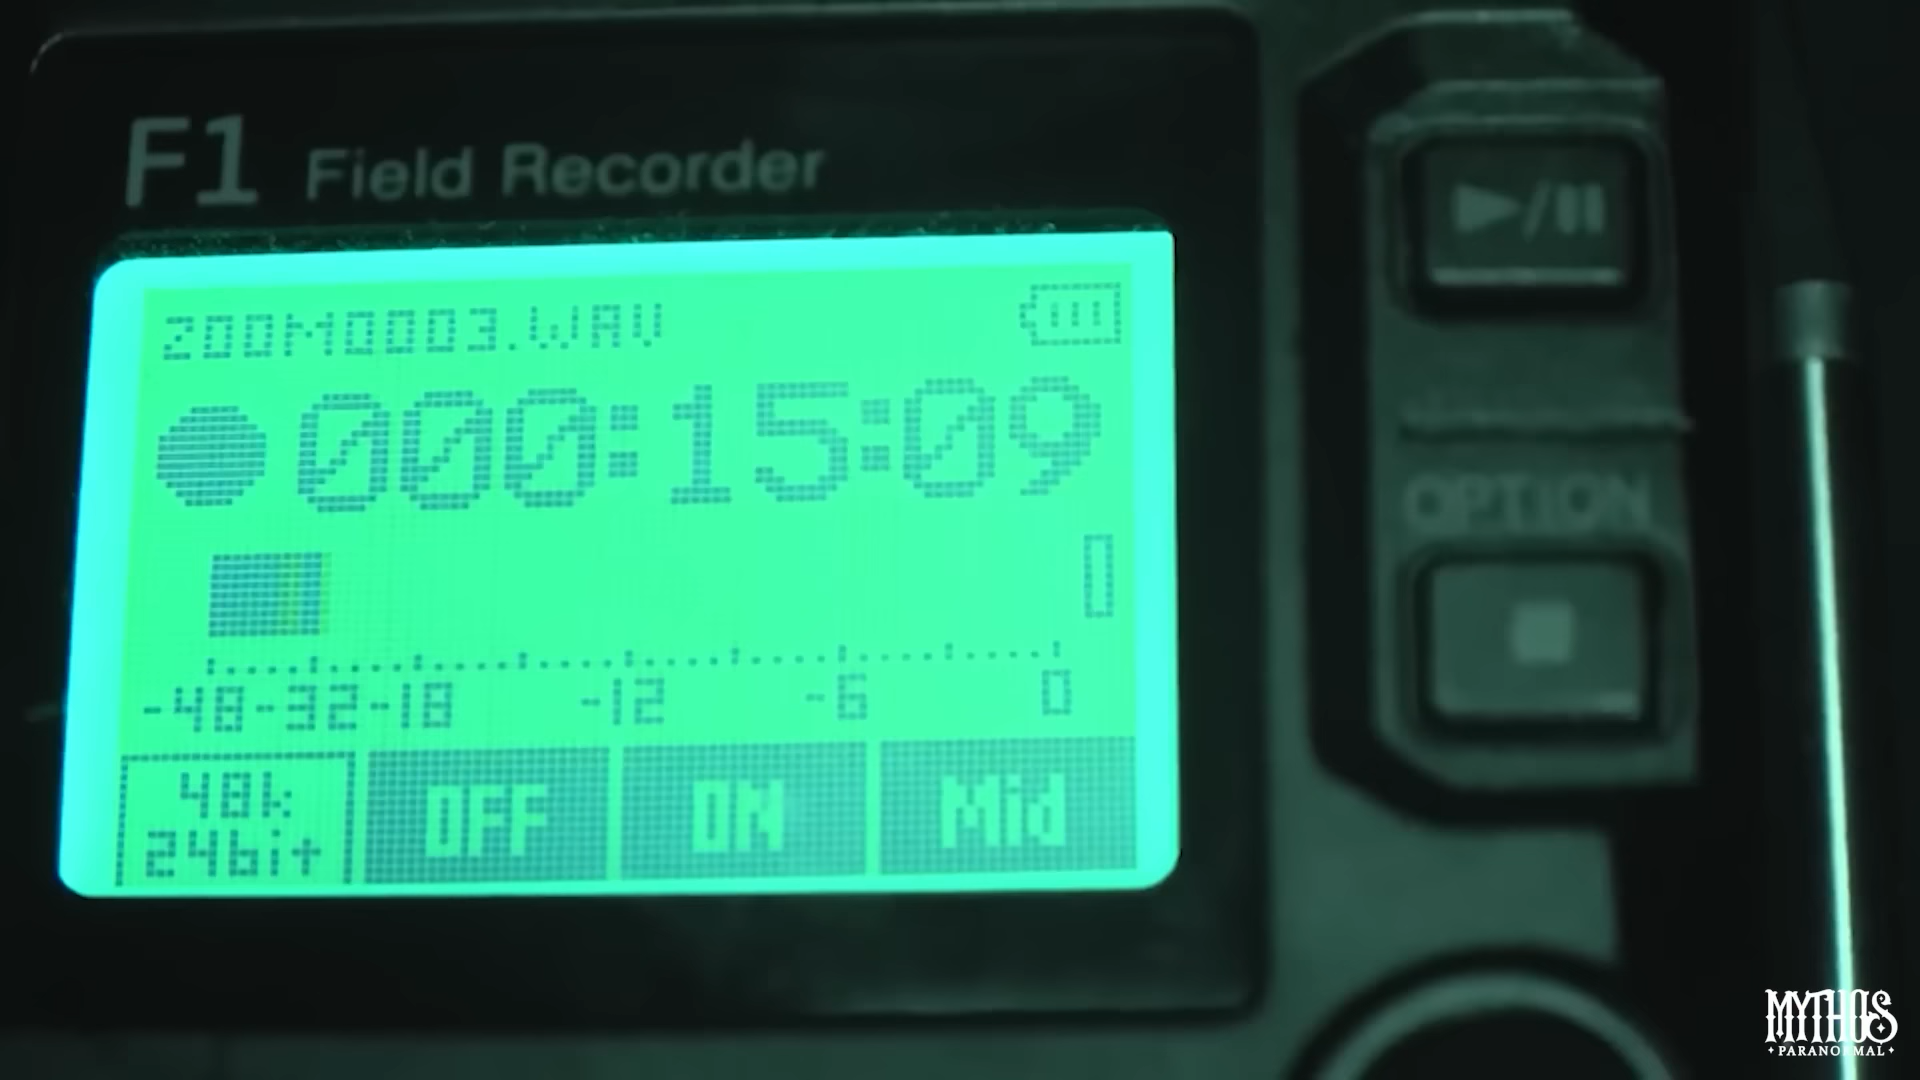 F1 Field Recorder
ZOOM0003.WAV
000:15:09
-48-32-18 -12 -6 0
48k
24bit
OFF
ON
Mid
OPTION
MYTHOS
PARANORMAL